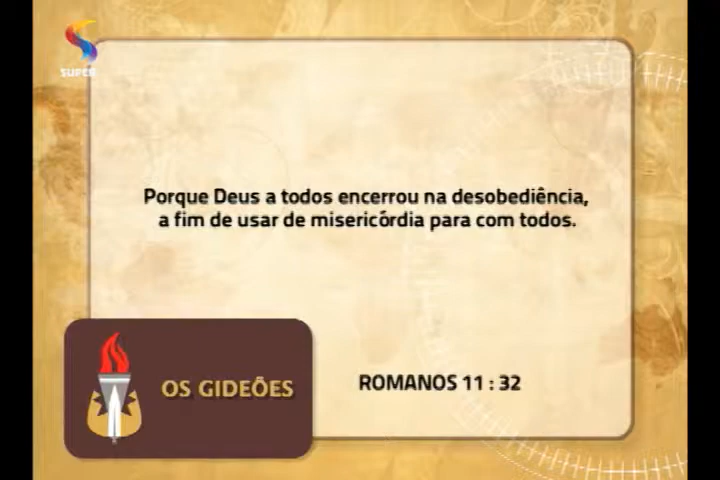 SUPER
Porque Deus a todos encerrou na desobediência,
a fim de usar de misericórdia para com todos.
OS GIDEÕES
ROMANOS 11 : 32